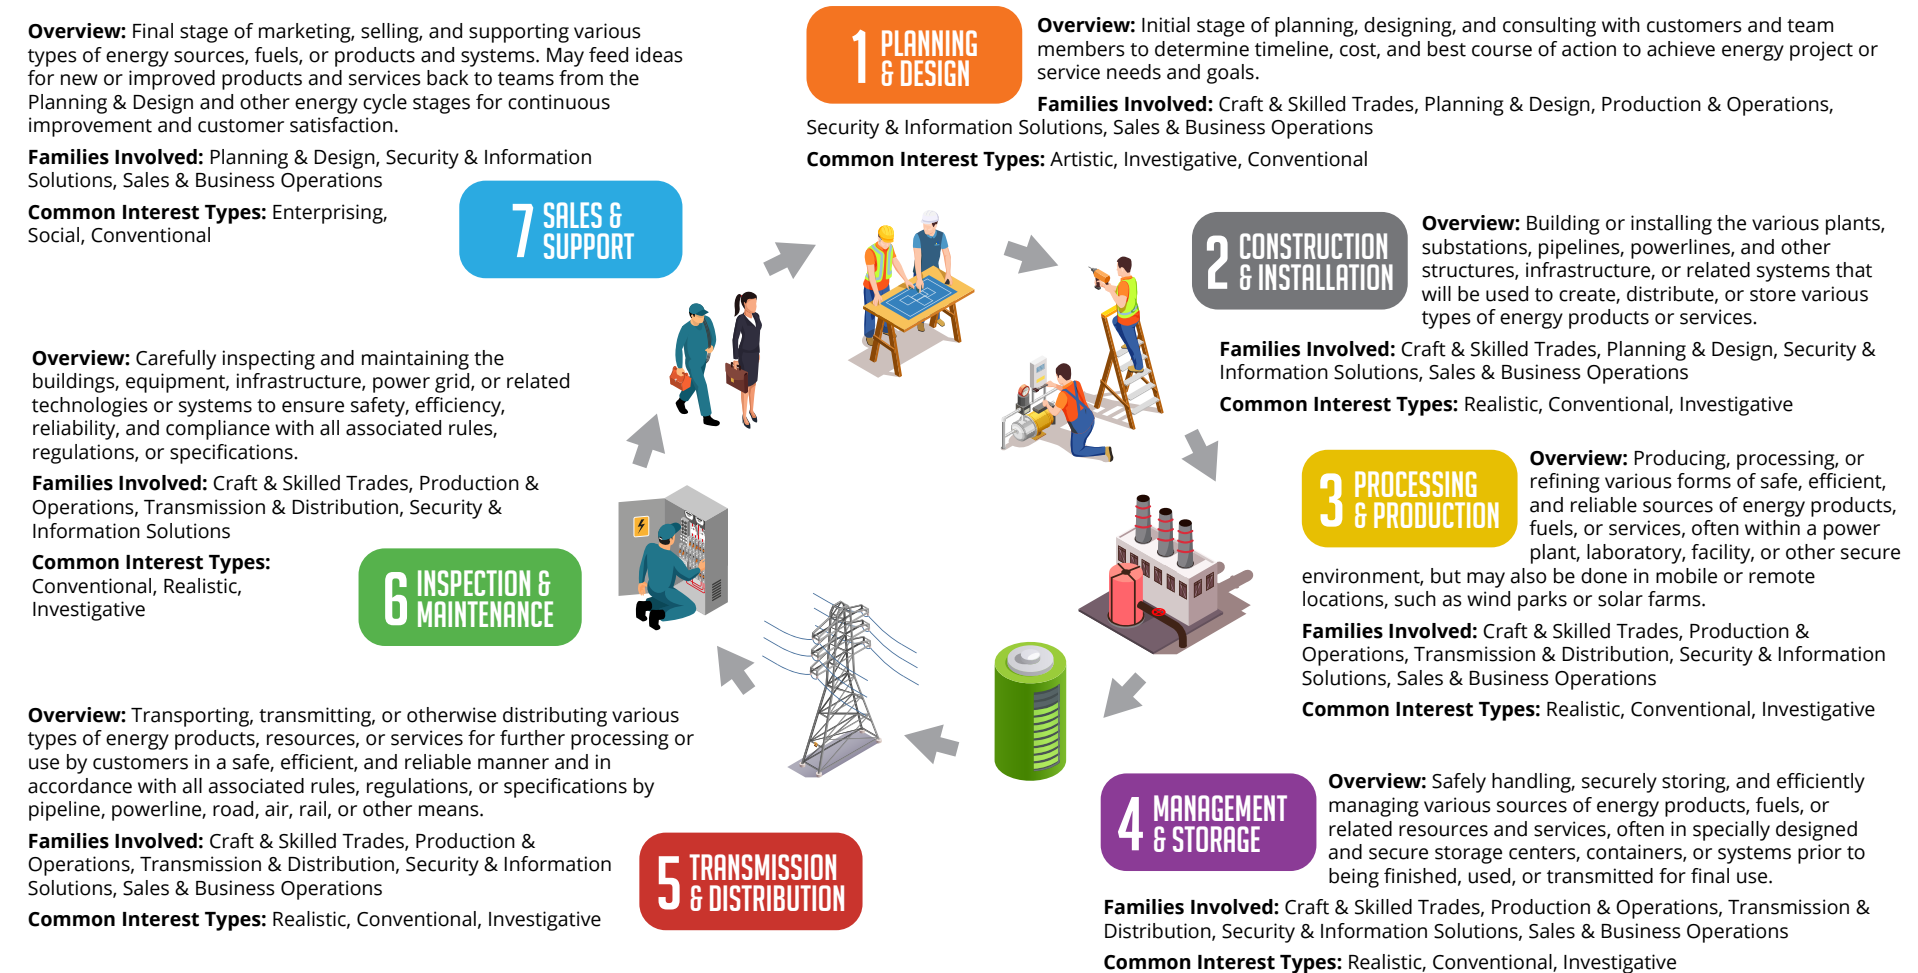 1 PLANNING
& DESIGN
Overview: Initial stage of planning, designing, and consulting with customers and team
members to determine timeline, cost, and best course of action to achieve energy project or
service needs and goals.
Families Involved: Craft & Skilled Trades, Planning & Design, Production & Operations,
Security & Information Solutions, Sales & Business Operations
Common Interest Types: Artistic, Investigative, Conventional
2 CONSTRUCTION
& INSTALLATION
Overview: Building or installing the various plants,
substations, pipelines, powerlines, and other
structures, infrastructure, or related systems that
will be used to create, distribute, or store various
types of energy products or services.
Families Involved: Craft & Skilled Trades, Planning & Design, Security &
Information Solutions, Sales & Business Operations
Common Interest Types: Realistic, Conventional, Investigative
3 PROCESSING
& PRODUCTION
Overview: Producing, processing, or
refining various forms of safe, efficient,
and reliable sources of energy products,
fuels, or services, often within a power
plant, laboratory, facility, or other secure
environment, but may also be done in mobile or remote
locations, such as wind parks or solar farms.
Families Involved: Craft & Skilled Trades, Production &
Operations, Transmission & Distribution, Security & Information
Solutions, Sales & Business Operations
Common Interest Types: Realistic, Conventional, Investigative
4 MANAGEMENT
& STORAGE
Overview: Safely handling, securely storing, and efficiently
managing various sources of energy products, fuels, or
related resources and services, often in specially designed
and secure storage centers, containers, or systems prior to
being finished, used, or transmitted for final use.
Families Involved: Craft & Skilled Trades, Production & Operations, Transmission &
Distribution, Security & Information Solutions, Sales & Business Operations
Common Interest Types: Realistic, Conventional, Investigative
Overview: Transporting, transmitting, or otherwise distributing various
types of energy products, resources, or services for further processing or
use by customers in a safe, efficient, and reliable manner and in
accordance with all associated rules, regulations, or specifications by
pipeline, powerline, road, air, rail, or other means.
Families Involved: Craft & Skilled Trades, Production &
Operations, Transmission & Distribution, Security & Information
Solutions, Sales & Business Operations
Common Interest Types: Realistic, Conventional, Investigative
5 TRANSMISSION
& DISTRIBUTION
Overview: Carefully inspecting and maintaining the
buildings, equipment, infrastructure, power grid, or related
technologies or systems to ensure safety, efficiency,
reliability, and compliance with all associated rules,
regulations, or specifications.
Families Involved: Craft & Skilled Trades, Production &
Operations, Transmission & Distribution, Security &
Information Solutions
Common Interest Types:
Conventional, Realistic,
Investigative
6 INSPECTION &
MAINTENANCE
Overview: Final stage of marketing, selling, and supporting various
types of energy sources, fuels, or products and systems. May feed ideas
for new or improved products and services back to teams from the
Planning & Design and other energy cycle stages for continuous
improvement and customer satisfaction.
Families Involved: Planning & Design, Security & Information
Solutions, Sales & Business Operations
Common Interest Types: Enterprising,
Social, Conventional
7 SALES &
SUPPORT